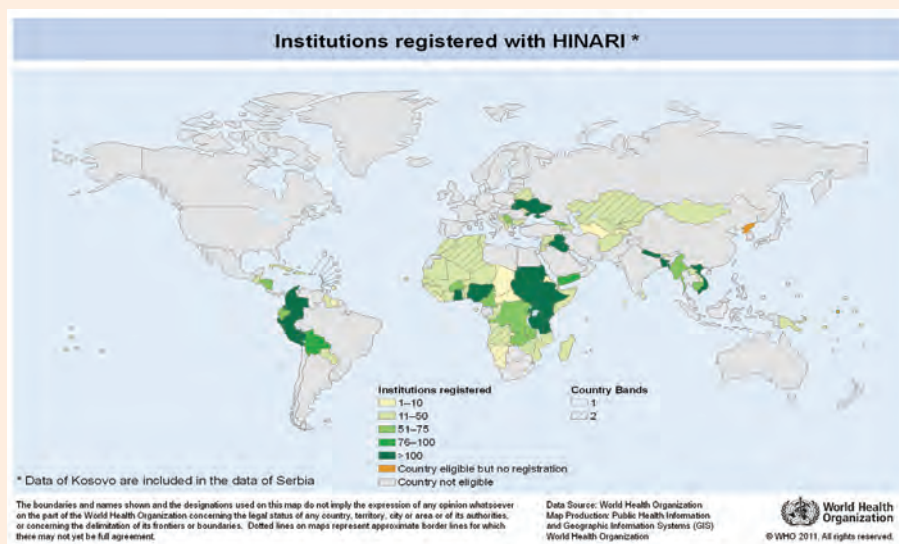 Institutions registered with HINARI *
Institutions registered
1–10
11–50
51–75
76–100
>100
Country eligible but no registration
Country not eligible
Country Bands
1
2
* Data of Kosovo are included in the data of Serbia
The boundaries and names shown and the designations used on this map do not imply the expression of any opinion whatsoever
on the part of the World Health Organization concerning the legal status of any country, territory, city or area or of its authorities,
or concerning the delimitation of its frontiers or boundaries. Dotted lines on maps represent approximate border lines for which
there may not yet be full agreement.
Data Source: World Health Organization
Map Production: Public Health Information
and Geographic Information Systems (GIS)
World Health Organization
World Health
Organization
© WHO 2011. All rights reserved.